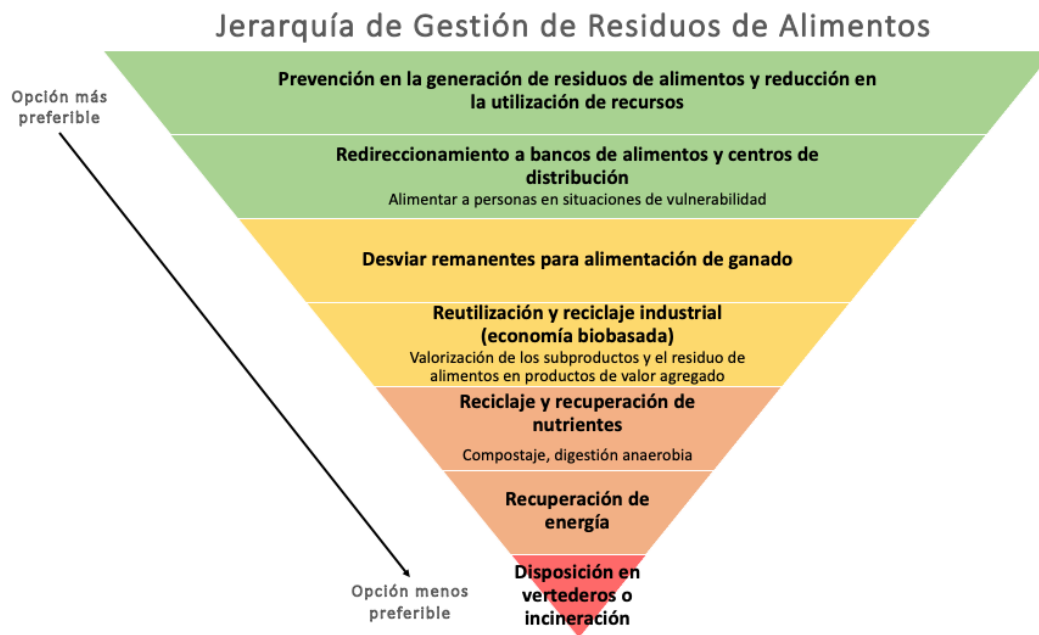 Jerarquía de Gestión de Residuos de Alimentos
Opción más
preferible
Prevención en la generación de residuos de alimentos y reducción en
la utilización de recursos
Redireccionamiento a bancos de alimentos y centros de
distribución
Alimentar a personas en situaciones de vulnerabilidad
Desviar remanentes para alimentación de ganado
Reutilización y reciclaje industrial
(economía biobasada)
Valorización de los subproductos y el residuo de
alimentos en productos de valor agregado
Reciclaje y recuperación de
nutrientes
Compostaje, digestión anaerobia
Recuperación de
energía
Disposición en
vertederos o
incineración
Opción menos
preferible